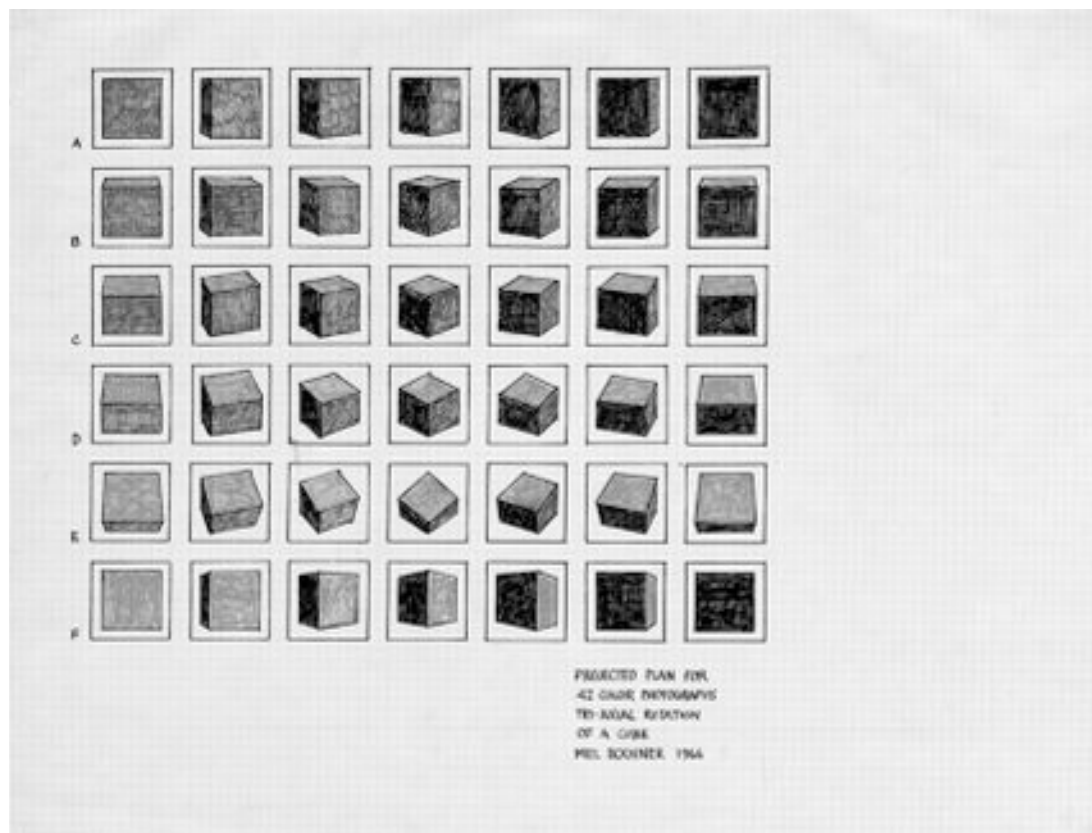 A
B
C
D
E
F
PROJECTED PLAN FOR
42 COLOR PHOTOGRAPHS
TRI-AXIAL ROTATION
OF A CUBE
MEL BOCHNER 1966